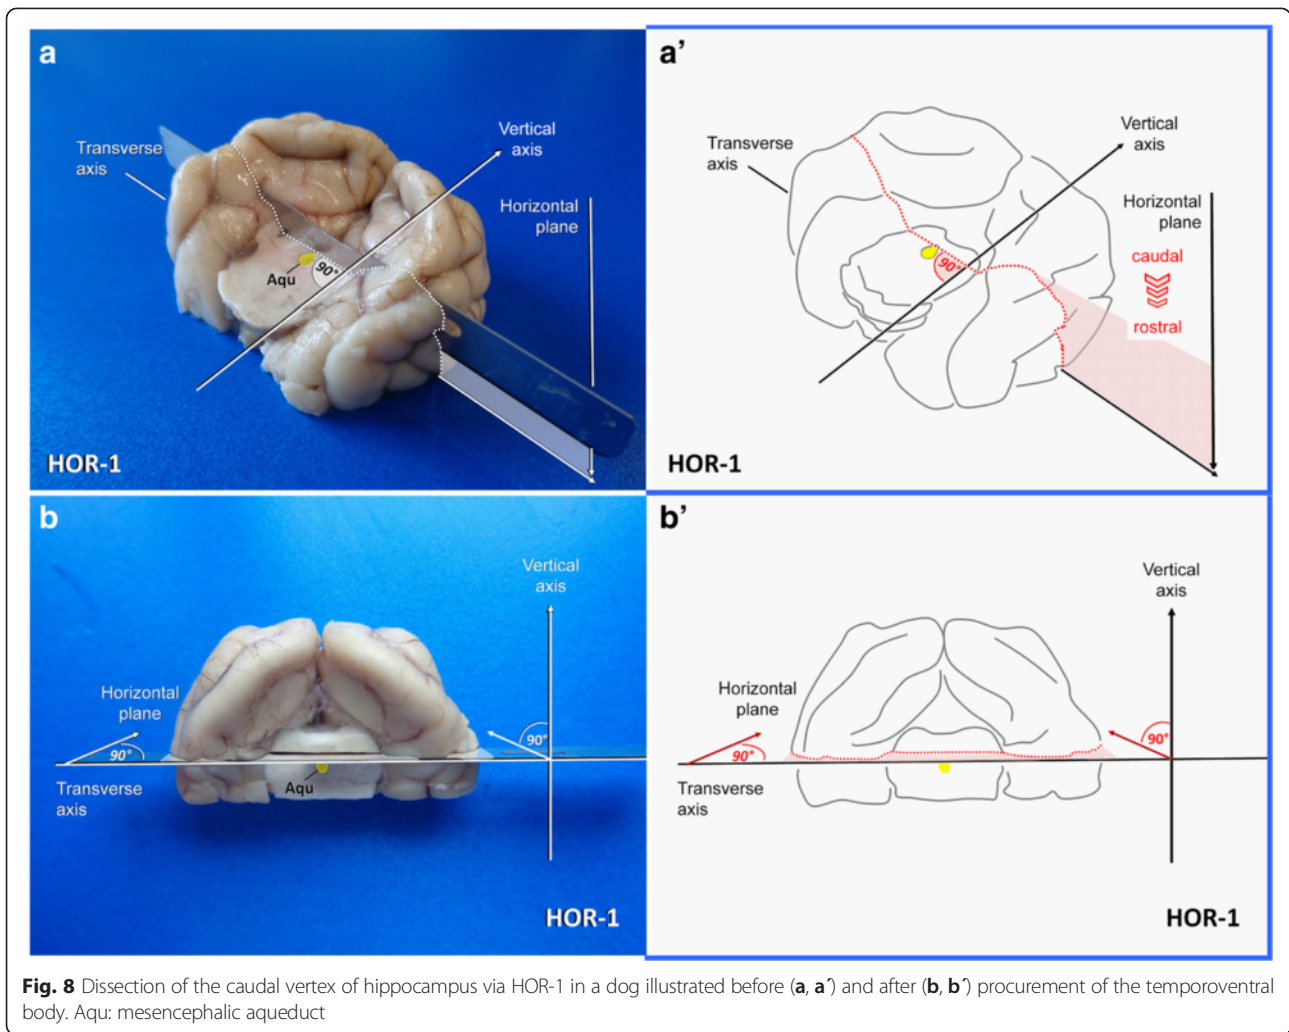 a
Transverse
axis
Vertical
axis
Horizontal
plane
Aqu
90°
HOR-1
a’
Transverse
axis
Vertical
axis
Horizontal
plane
caudal
rostral
90°
HOR-1
b
Vertical
axis
Horizontal
plane
90°
90°
Transverse
axis
Aqu
HOR-1
b’
Vertical
axis
Horizontal
plane
90°
90°
Transverse
axis
HOR-1
Fig. 8 Dissection of the caudal vertex of hippocampus via HOR-1 in a dog illustrated before (a, a´) and after (b, b´) procurement of the temporoventral
body. Aqu: mesencephalic aqueduct